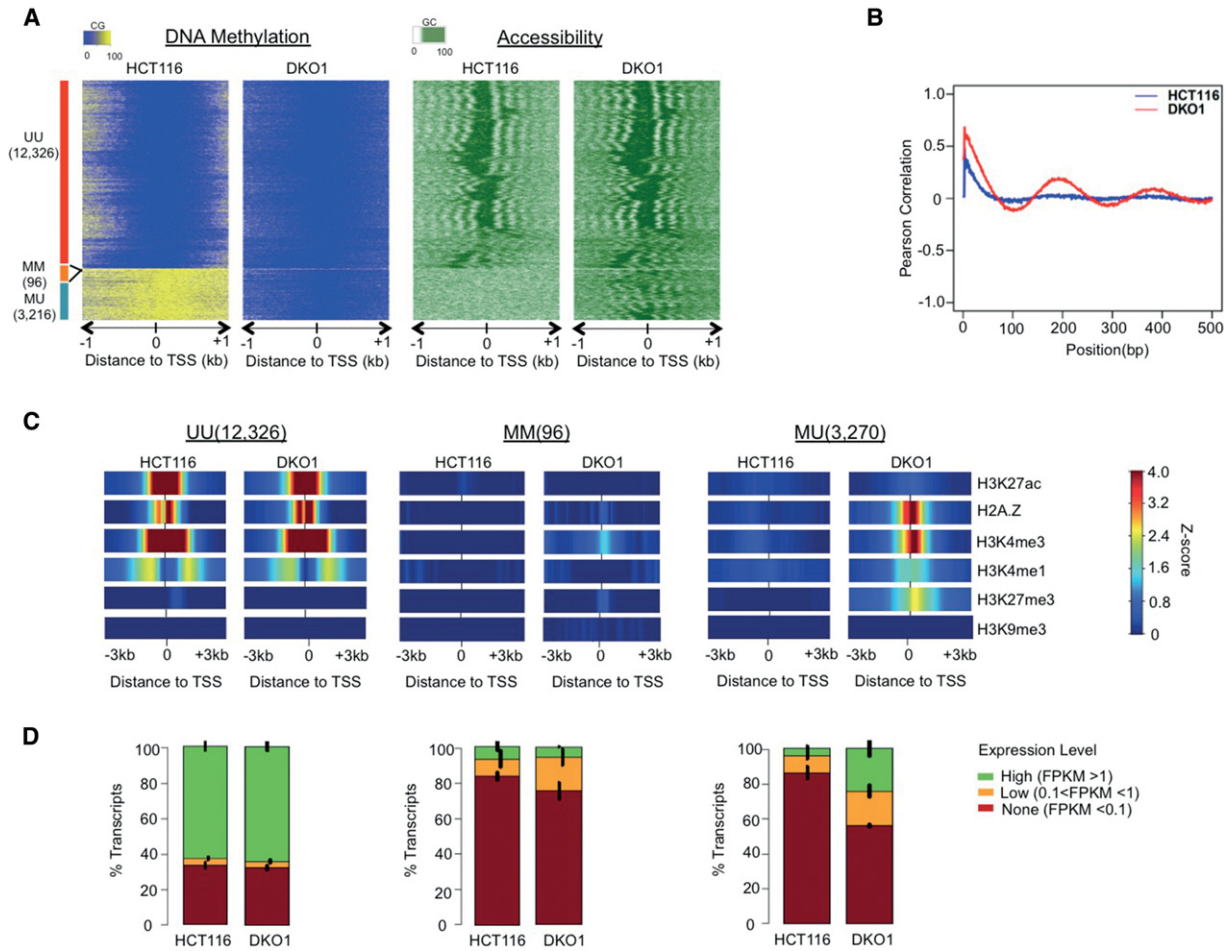 A
CG
0 100
DNA Methylation
HCT116
DKO1
GC
0 100
Accessibility
HCT116
DKO1
UU
(12,326)
MM
(96)
MU
(3,216)
-1 0 +1
Distance to TSS (kb)
-1 0 +1
Distance to TSS (kb)
-1 0 +1
Distance to TSS (kb)
-1 0 +1
Distance to TSS (kb)
B
HCT116
DKO1
Pearson Correlation
1.0
0.5
0
-0.5
-1.0
0 100 200 300 400 500
Position(bp)
C
UU(12,326)
HCT116
DKO1
MM(96)
HCT116
DKO1
MU(3,270)
HCT116
DKO1
H3K27ac
H2A.Z
H3K4me3
H3K4me1
H3K27me3
H3K9me3
-3kb 0 +3kb
Distance to TSS
-3kb 0 +3kb
Distance to TSS
-3kb 0 +3kb
Distance to TSS
-3kb 0 +3kb
Distance to TSS
-3kb 0 +3kb
Distance to TSS
-3kb 0 +3kb
Distance to TSS
4.0
3.2
2.4
1.6
0.8
0
Z-score
D
% Transcripts
100
80
60
40
20
0
HCT116 DKO1
% Transcripts
100
80
60
40
20
0
HCT116 DKO1
% Transcripts
100
80
60
40
20
0
HCT116 DKO1
Expression Level
High (FPKM >1)
Low (0.1<FPKM <1)
None (FPKM <0.1)